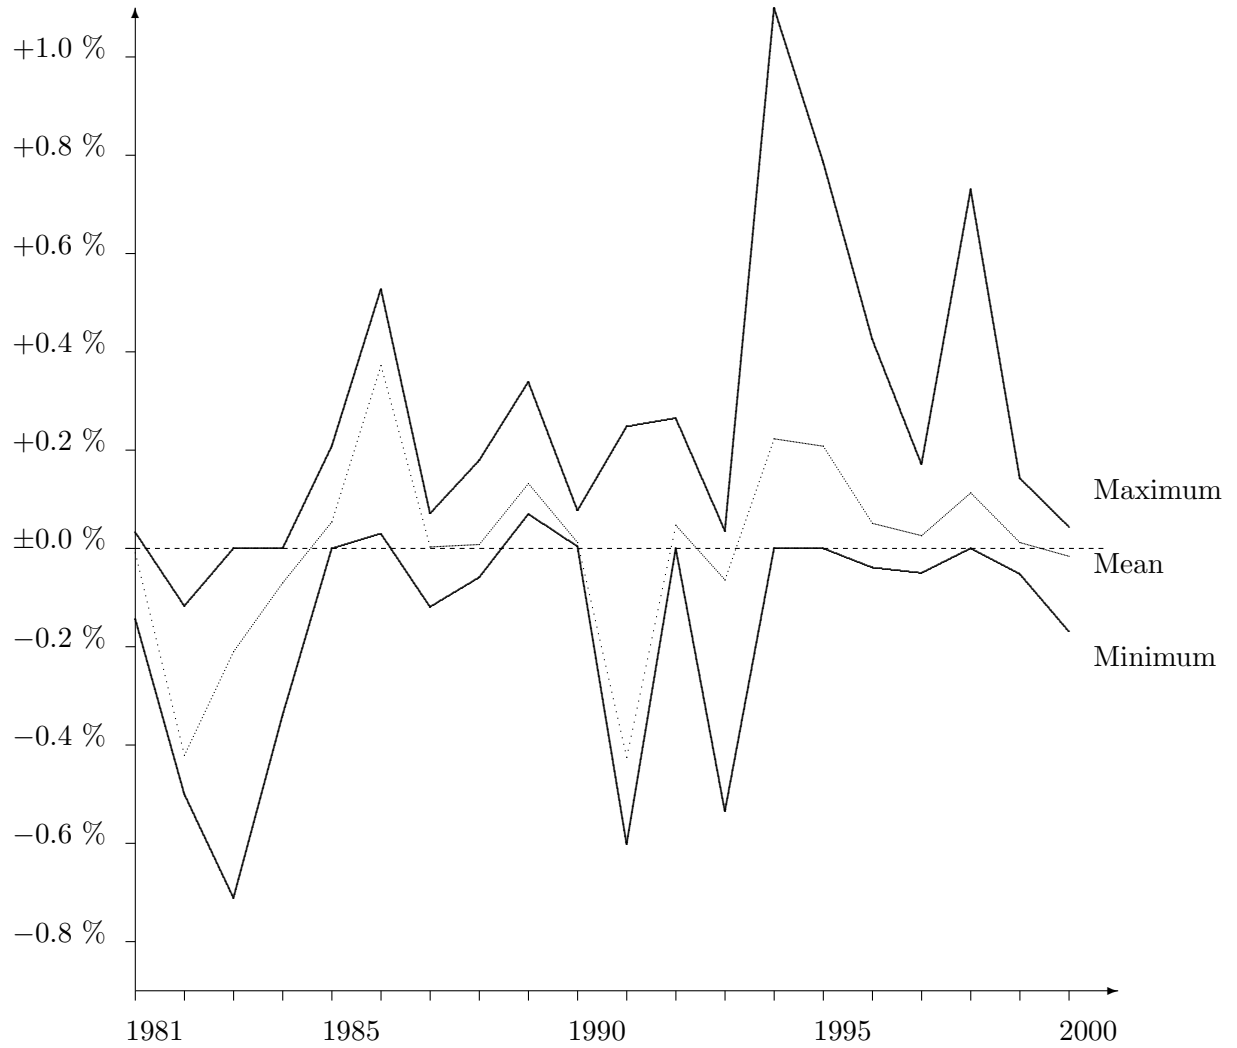 +1.0 %
+0.8 %
+0.6 %
+0.4 %
+0.2 %
±0.0 %
−0.2 %
−0.4 %
−0.6 %
−0.8 %
Maximum
Mean
Minimum
1981 1985 1990 1995 2000